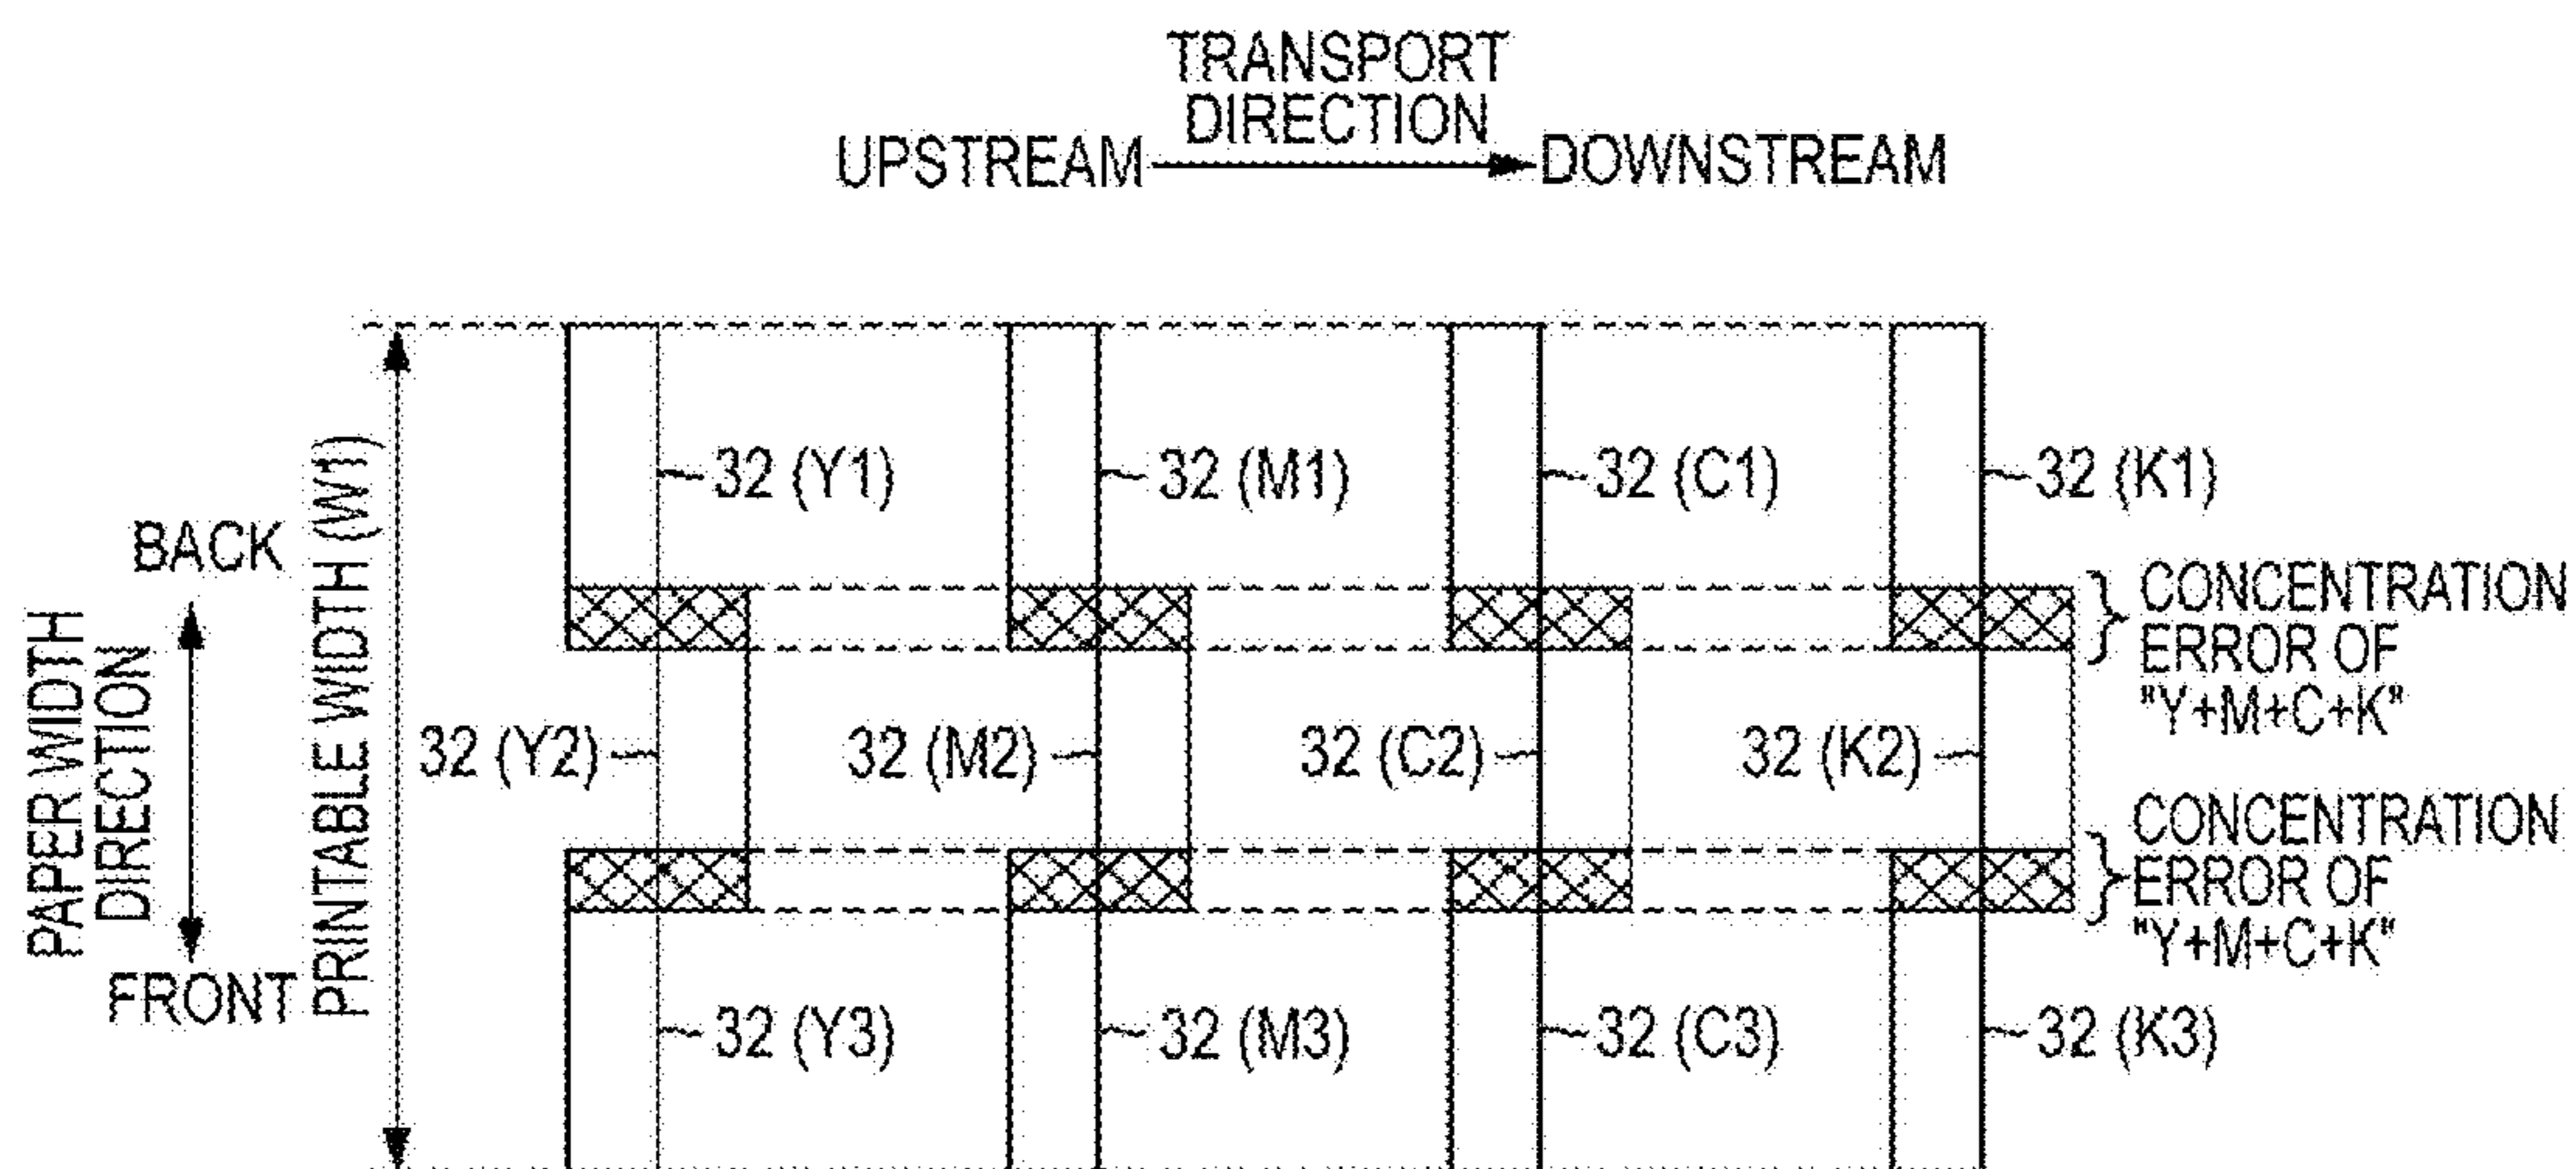 TRANSPORT
DIRECTION
UPSTREAM
DOWNSTREAM
PAPER WIDTH
DIRECTION
BACK
FRONT
PRINTABLE WIDTH (W1)
32 (Y1)
32 (M1)
32 (C1)
32 (K1)
CONCENTRATION
ERROR OF
"Y+M+C+K"
32 (Y2)
32 (M2)
32 (C2)
32 (K2)
CONCENTRATION
ERROR OF
"Y+M+C+K"
32 (Y3)
32 (M3)
32 (C3)
32 (K3)